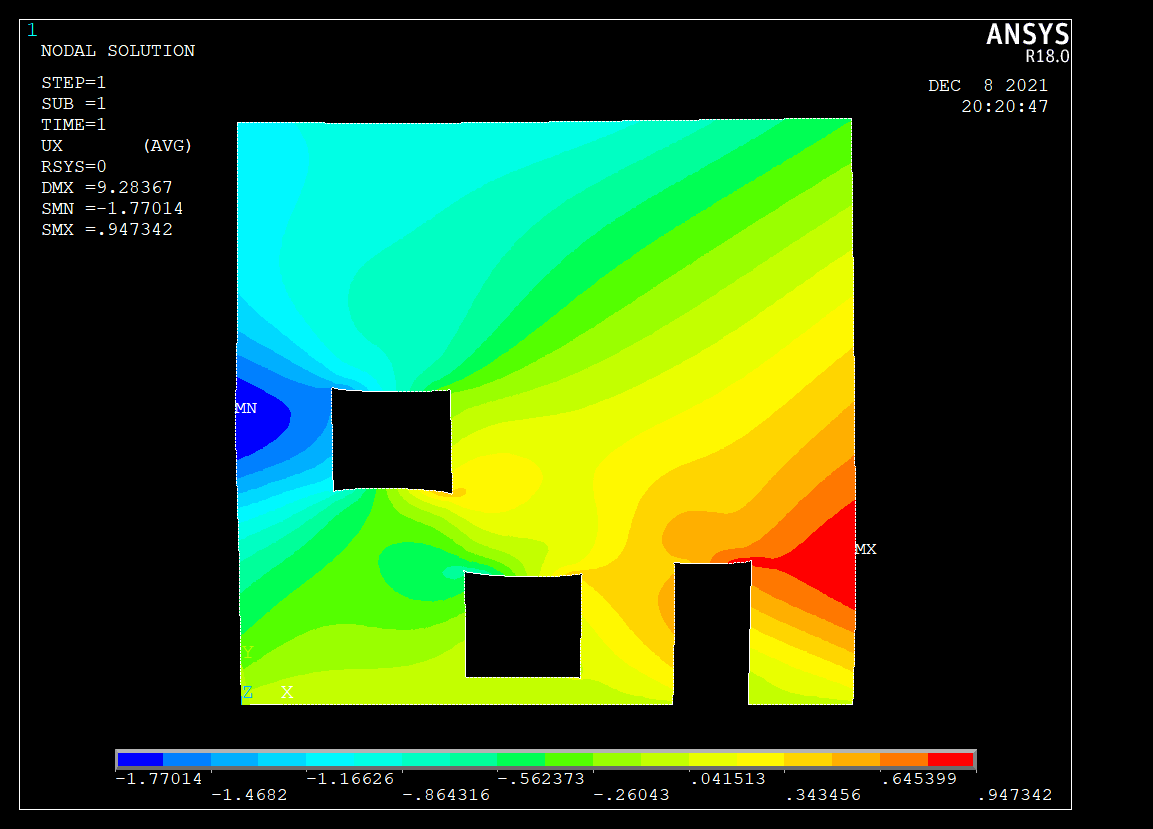 1
ANSYS
R18.0
NODAL SOLUTION
STEP=1
SUB =1
TIME=1
UX (AVG)
RSYS=0
DMX =9.28367
SMN =-1.77014
SMX =.947342
DEC 8 2021
20:20:47
MN
MX
Y
Z X
-1.77014 -1.16626 -.562373 .041513 .645399
-1.4682 -.864316 -.26043 .343456 .947342